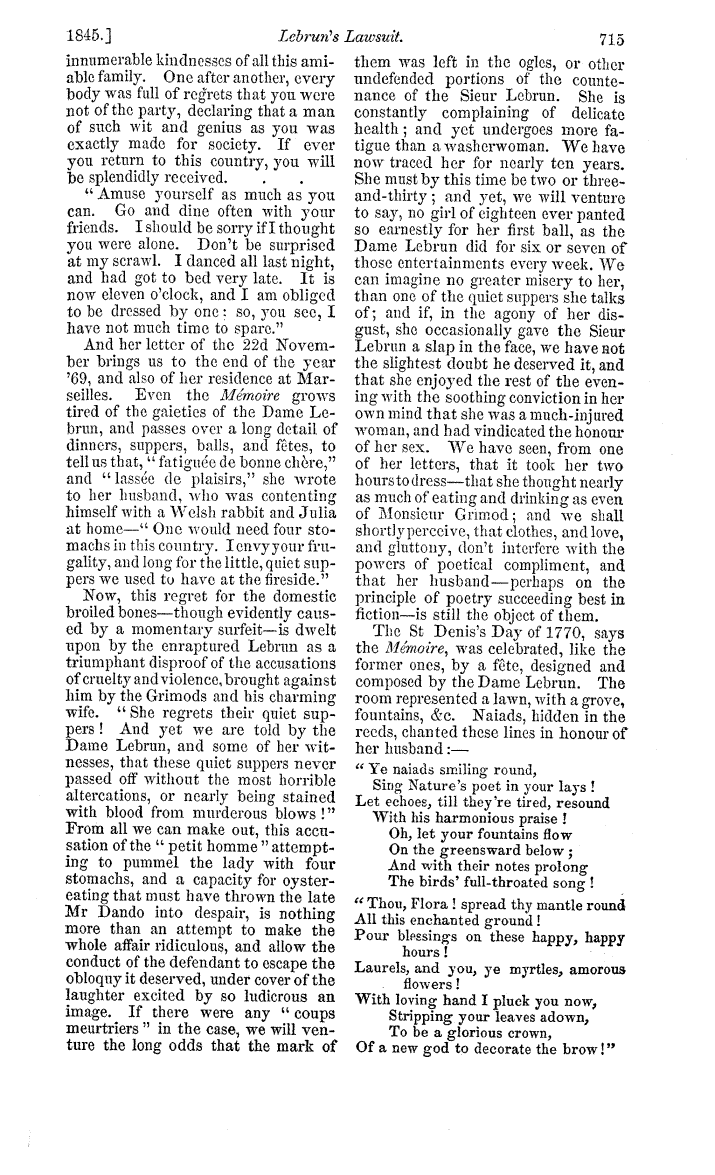 1845.] Lebrun's Lawsuit. 715
innumerable kindnesses of all this ami-
able family. One after another, every
body was full of regrets that you were
not of the party, declaring that a man
of such wit and genius as you was
exactly made for society. If ever
you return to this country, you will
be splendidly received. . .
"Amuse yourself as much as you
can. Go and dine often with your
friends. I should be sorry if I thought
you were alone. Don't be surprised
at my scrawl. I danced all last night,
and had got to bed very late. It is
now eleven o'clock, and I am obliged
to be dressed by one: so, you see, I
have not much time to spare."
And her letter of the 22d Novem-
ber brings us to the end of the year
'69, and also of her residence at Mar-
seilles. Even the Mémoire grows
tired of the gaieties of the Dame Le-
brun, and passes over a long detail of
dinners, suppers, balls, and fêtes, to
tell us that, "fatiguée de bonne chère,"
and "lassée de plaisirs," she wrote
to her husband, who was contenting
himself with a Welsh rabbit and Julia
at home—"One would need four sto-
machs in this country. I envy your fru-
gality, and long for the little, quiet sup-
pers we used to have at the fireside."
Now, this regret for the domestic
broiled bones—though evidently caus-
ed by a momentary surfeit—is dwelt
upon by the enraptured Lebrun as a
triumphant disproof of the accusations
of cruelty and violence, brought against
him by the Grimods and his charming
wife. "She regrets their quiet sup-
pers! And yet we are told by the
Dame Lebrun, and some of her wit-
nesses, that these quiet suppers never
passed off without the most horrible
altercations, or nearly being stained
with blood from murderous blows!"
From all we can make out, this accu-
sation of the "petit homme" attempt-
ing to pummel the lady with four
stomachs, and a capacity for oyster-
eating that must have thrown the late
Mr Dando into despair, is nothing
more than an attempt to make the
whole affair ridiculous, and allow the
conduct of the defendant to escape the
obloquy it deserved, under cover of the
laughter excited by so ludicrous an
image. If there were any "coups
meurtriers" in the case, we will ven-
ture the long odds that the mark of
them was left in the ogles, or other
undefended portions of the counte-
nance of the Sieur Lebrun. She is
constantly complaining of delicate
health; and yet undergoes more fa-
tigue than a washerwoman. We have
now traced her for nearly ten years.
She must by this time be two or three-
and-thirty; and yet, we will venture
to say, no girl of eighteen ever panted
so earnestly for her first ball, as the
Dame Lebrun did for six or seven of
those entertainments every week. We
can imagine no greater misery to her,
than one of the quiet suppers she talks
of; and if, in the agony of her dis-
gust, she occasionally gave the Sieur
Lebrun a slap in the face, we have not
the slightest doubt he deserved it, and
that she enjoyed the rest of the even-
ing with the soothing conviction in her
own mind that she was a much-injured
woman, and had vindicated the honour
of her sex. We have seen, from one
of her letters, that it took her two
hours to dress—that she thought nearly
as much of eating and drinking as even
of Monsieur Grimod; and we shall
shortly perceive, that clothes, and love,
and gluttony, don't interfere with the
powers of poetical compliment, and
that her husband—perhaps on the
principle of poetry succeeding best in
fiction—is still the object of them.
The St Denis's Day of 1770, says
the Mémoire, was celebrated, like the
former ones, by a fête, designed and
composed by the Dame Lebrun. The
room represented a lawn, with a grove,
fountains, &c. Naiads, hidden in the
reeds, chanted these lines in honour of
her husband:—
"Ye naiads smiling round,
Sing Nature's poet in your lays!
Let echoes, till they're tired, resound
With his harmonious praise!
Oh, let your fountains flow
On the greensward below;
And with their notes prolong
The birds' full-throated song!
"Thou, Flora! spread thy mantle round
All this enchanted ground!
Pour blessings on these happy, happy
hours!
Laurels, and you, ye myrtles, amorous
flowers!
With loving hand I pluck you now,
Stripping your leaves adown,
To be a glorious crown,
Of a new god to decorate the brow!"